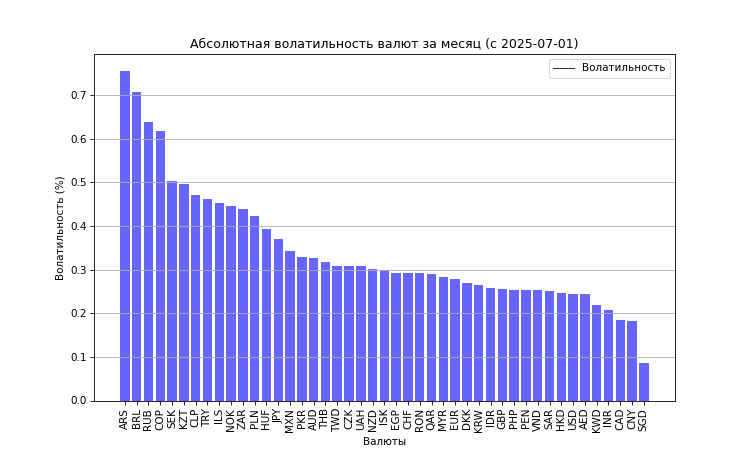 Абсолютная волатильность валют за месяц (с 2025-07-01)
Волатильность
Волатильность (%)
0.7
0.6
0.5
0.4
0.3
0.2
0.1
0.0
ARS
BRL
RUB
COP
SEK
KZT
CLP
TRY
ILS
NOK
ZAR
PLN
HUF
JPY
MXN
PKR
AUD
THB
TWD
CZK
UAH
NZD
ISK
EGP
CHF
RON
QAR
MYR
EUR
DKK
KRW
IDR
GBP
PHP
PEN
VND
SAR
HKD
USD
AED
KWD
INR
CAD
CNY
SGD
Валюты